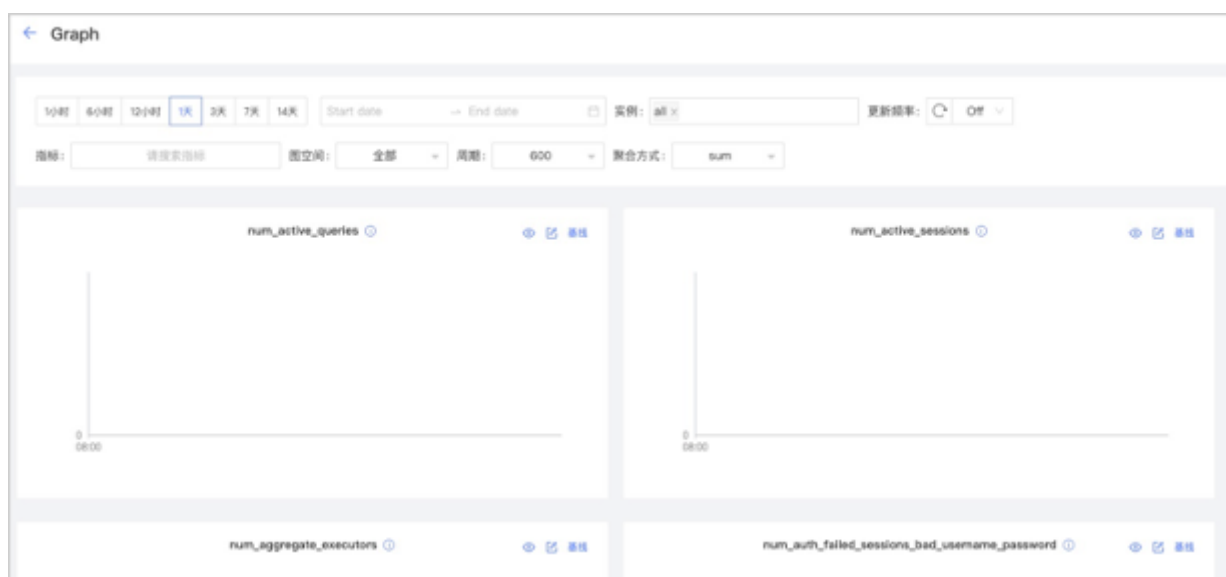 Graph
1小时 6小时 12小时 1天 3天 7天 14天 Start date → End date 实例: all × 更新频率: Off
指标: 请搜索指标 图空间: 全部 周期: 600 聚合方式: sum
num_active_queries 基线
num_active_sessions 基线
0
08:00
0
08:00
num_aggregate_executors 基线
num_auth_failed_sessions_bad_username_password 基线